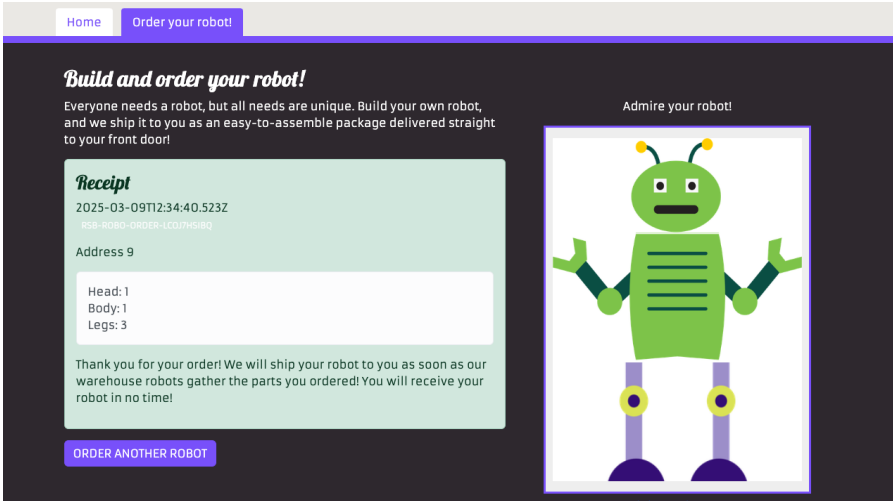 Home
Order your robot!
Build and order your robot!
Everyone needs a robot, but all needs are unique. Build your own robot,
and we ship it to you as an easy-to-assemble package delivered straight
to your front door!
Receipt
2025-03-09T12:34:40.523Z
Address 9
Head: 1
Body: 1
Legs: 3
Thank you for your order! We will ship your robot to you as soon as our
warehouse robots gather the parts you ordered! You will receive your
robot in no time!
ORDER ANOTHER ROBOT
Admire your robot!